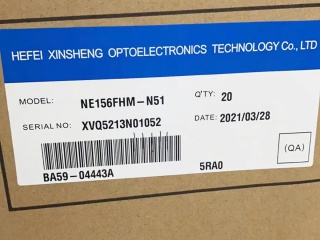 HEFEI XINSHENG OPTOELECTRONICS TECHNOLOGY Co., LTD
MODEL: NE156FHM-N51 Q'TY: 20
SERIAL NO: XVQ5213N01052 DATE: 2021/03/28
(QA)
BA59-04443A 5RA0